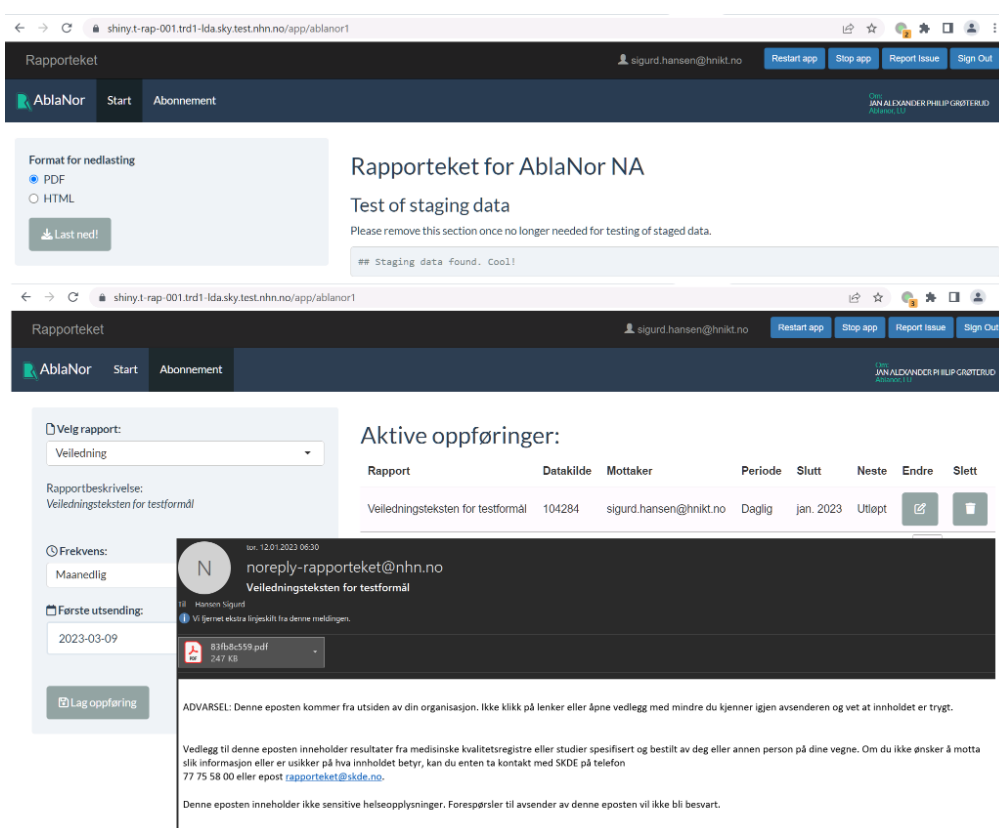 shiny.t-rap-001.trd1-lda.sky.test.nhn.no/app/ablanor1
2
Rapporteket
sigurd.hansen@hnikt.no
Restart app
Stop app
Report Issue
Sign Out
AblaNor
Start
Abonnement
Om:
JAN ALEXANDER PHILIP GRØTERUD
Ablanor, LU
Format for nedlasting
PDF
HTML
Last ned!
Rapporteket for AblaNor NA
Test of staging data
Please remove this section once no longer needed for testing of staged data.
## Staging data found. Cool!
shiny.t-rap-001.trd1-lda.sky.test.nhn.no/app/ablanor1
3
Rapporteket
sigurd.hansen@hnikt.no
Restart app
Stop app
Report Issue
Sign Out
AblaNor
Start
Abonnement
Om:
JAN ALEXANDER PHILIP GRØTERUD
Ablanor, LU
Velg rapport:
Veiledning
Rapportbeskrivelse:
Veiledningsteksten for testformål
Frekvens:
Maanedlig
Første utsending:
2023-03-09
Lag oppføring
Aktive oppføringer:
Rapport Datakilde Mottaker Periode Slutt Neste Endre Slett
Veiledningsteksten for testformål 104284 sigurd.hansen@hnikt.no Daglig jan. 2023 Utløpt
N
tor. 12.01.2023 06:30
noreply-rapporteket@nhn.no
Veiledningsteksten for testformål
Til Hansen Sigurd
Vi fjernet ekstra linjeskift fra denne meldingen.
PDF
83fb8c559.pdf
247 KB
ADVARSEL: Denne eposten kommer fra utsiden av din organisasjon. Ikke klikk på lenker eller åpne vedlegg med mindre du kjenner igjen avsenderen og vet at innholdet er trygt.
Vedlegg til denne eposten inneholder resultater fra medisinske kvalitetsregistre eller studier spesifisert og bestilt av deg eller annen person på dine vegne. Om du ikke ønsker å motta
slik informasjon eller er usikker på hva innholdet betyr, kan du enten ta kontakt med SKDE på telefon
77 75 58 00 eller epost rapporteket@skde.no.
Denne eposten inneholder ikke sensitive helseopplysninger. Forespørsler til avsender av denne eposten vil ikke bli besvart.